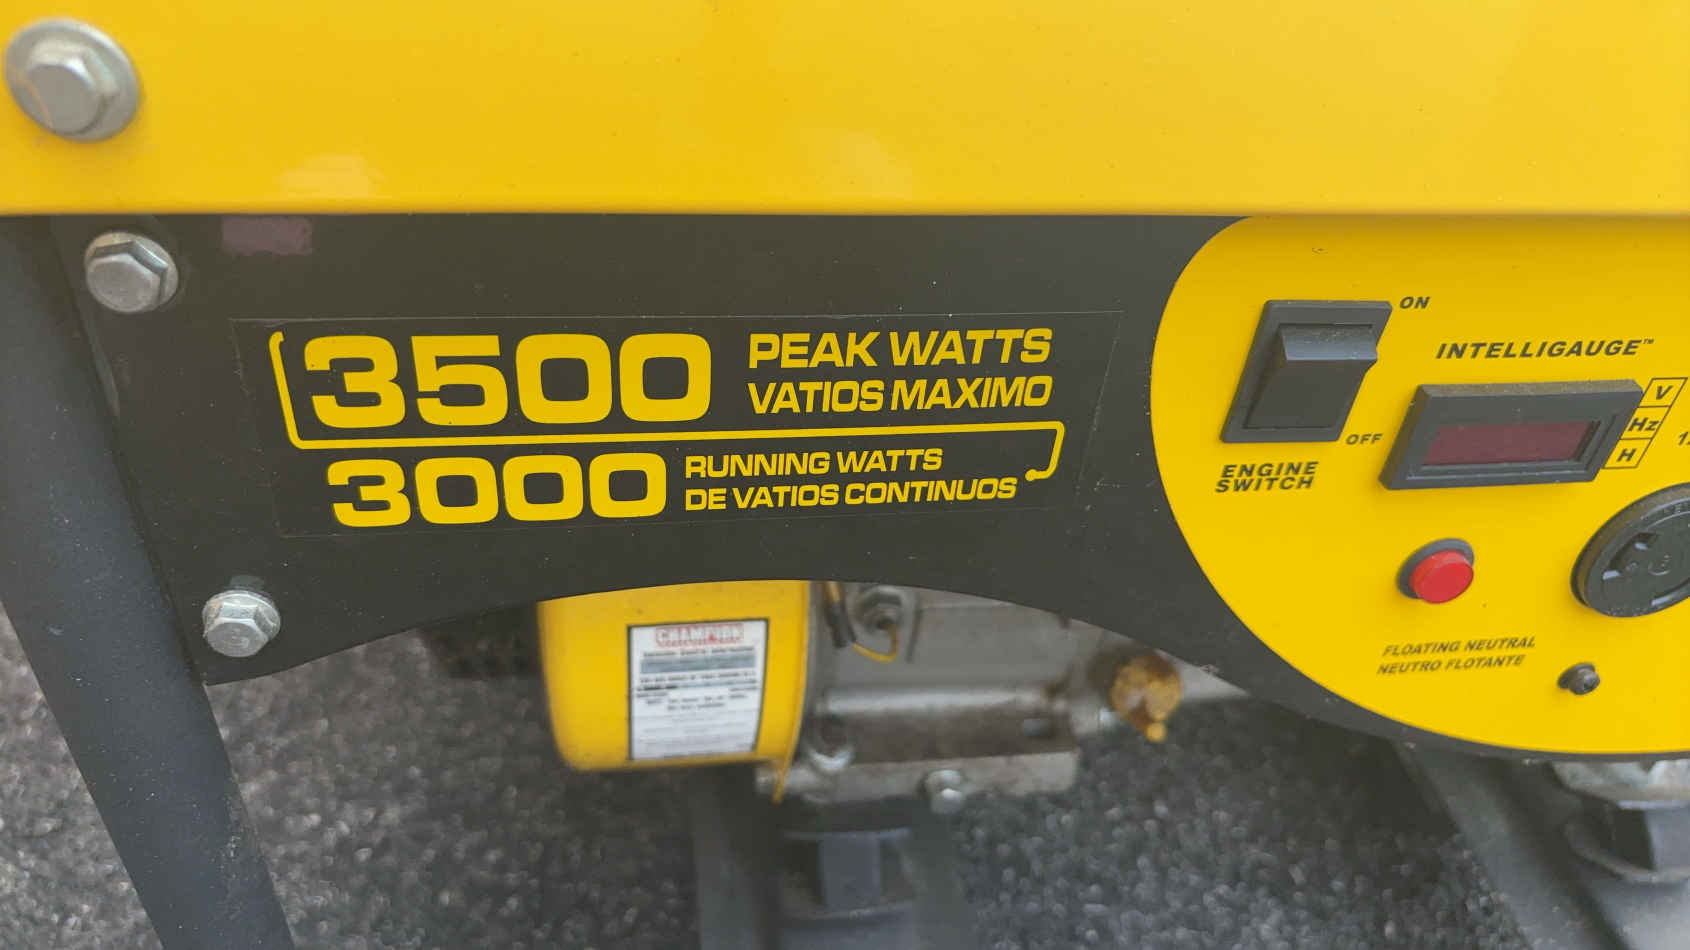 3500 PEAK WATTS
VATIOS MAXIMO
3000 RUNNING WATTS
DE VATIOS CONTINUOS
ON
OFF
ENGINE
SWITCH
INTELLIGAUGE™
V
Hz
H
FLOATING NEUTRAL
NEUTRO FLOTANTE
CHAMPION